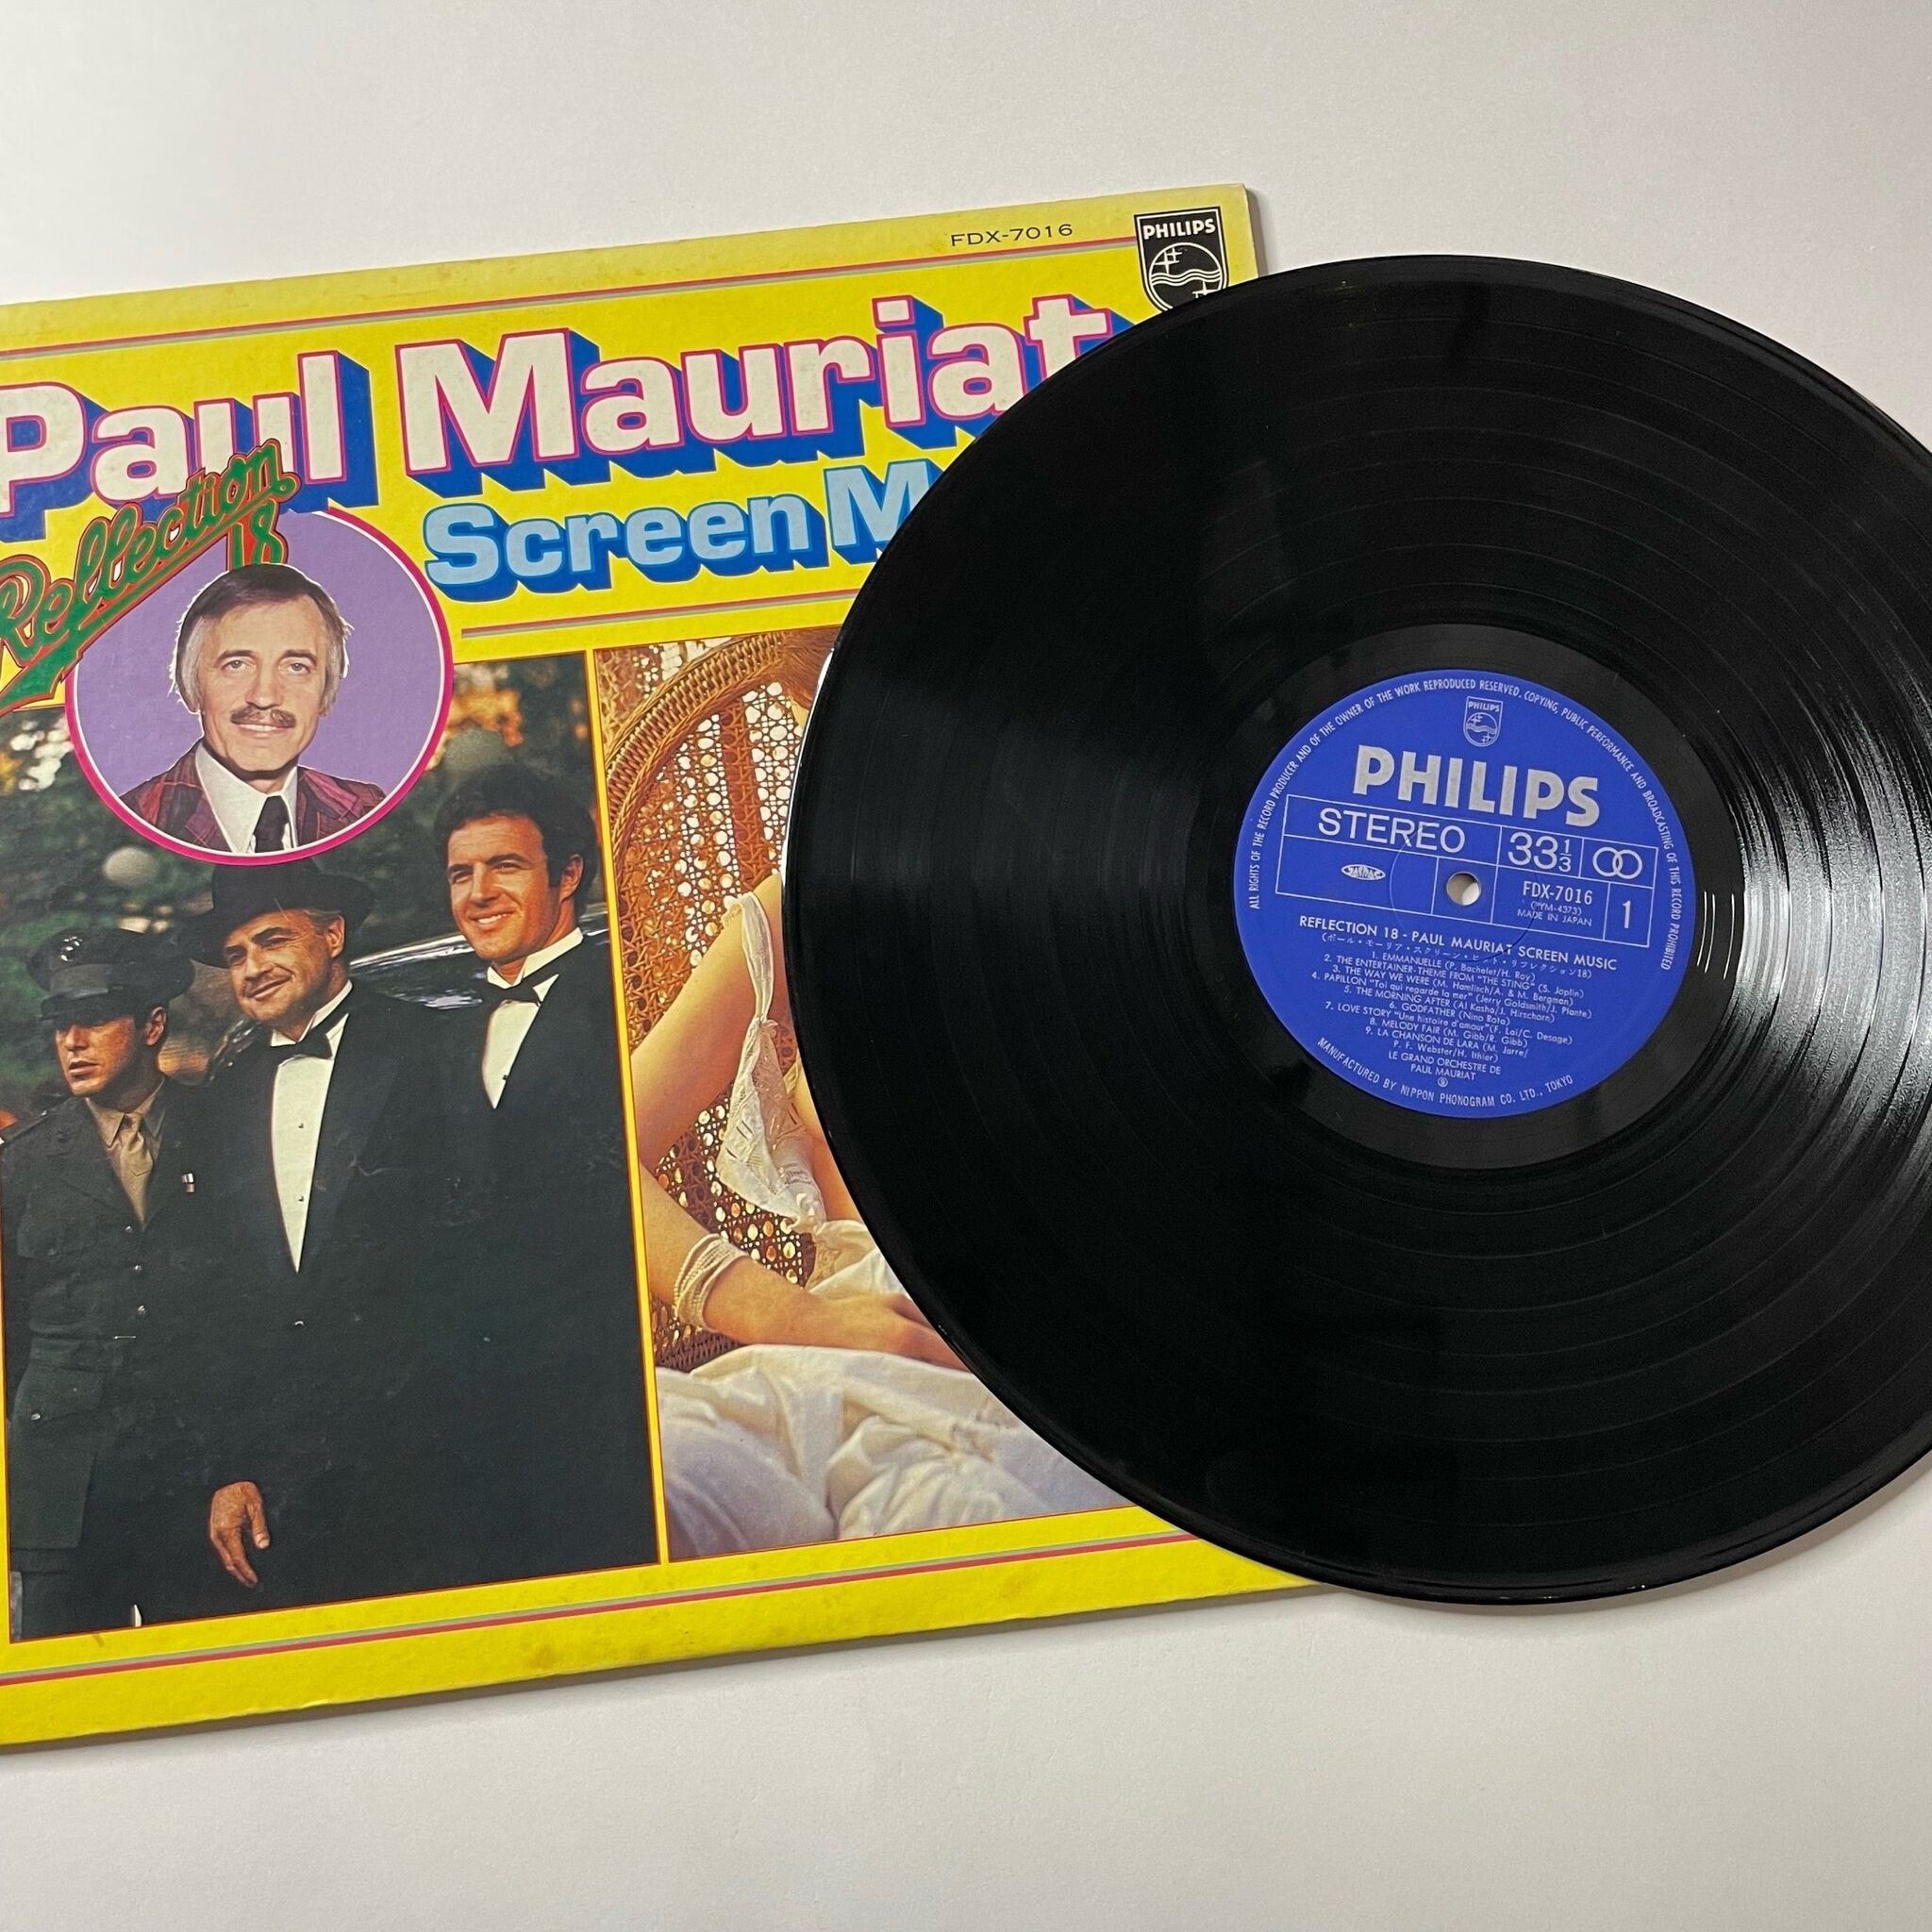 FDX-7016
PHILIPS
Paul Mauriat
Reflection 18
Screen M
ALL RIGHTS OF THE RECORD PRODUCER AND OF THE OWNER OF THE WORK REPRODUCED RESERVED. COPYING, PUBLIC PERFORMANCE AND BROADCASTING OF THIS RECORD PROHIBITED
PHILIPS
PHILIPS
STEREO
33 1/3
FDX-7016
MADE IN JAPAN
1
REFLECTION 18 - PAUL MAURIAT SCREEN MUSIC
1. EMMANUELLE (P. Bachelet/H. Roy)
2. THE ENTERTAINER-THEME FROM "THE STING" (S. Joplin)
3. THE WAY WE WERE (M. Hamlisch/A. & M. Bergman)
4. PAPILLON "Toi qui regarde la mer" (Jerry Goldsmith/J. Plante)
5. THE MORNING AFTER (Al Kasha/J. Hirschorn)
6. GODFATHER (Nino Rota)
7. LOVE STORY "Une histoire d'amour" (F. Lai/C. Desage)
8. MELODY FAIR (M. Gibb/R. Gibb)
9. LA CHANSON DE LARA (M. Jarre/
P. F. Webster/H. Ithier)
LE GRAND ORCHESTRE DE
PAUL MAURIAT
Ⓟ
MANUFACTURED BY NIPPON PHONOGRAM CO. LTD., TOKYO